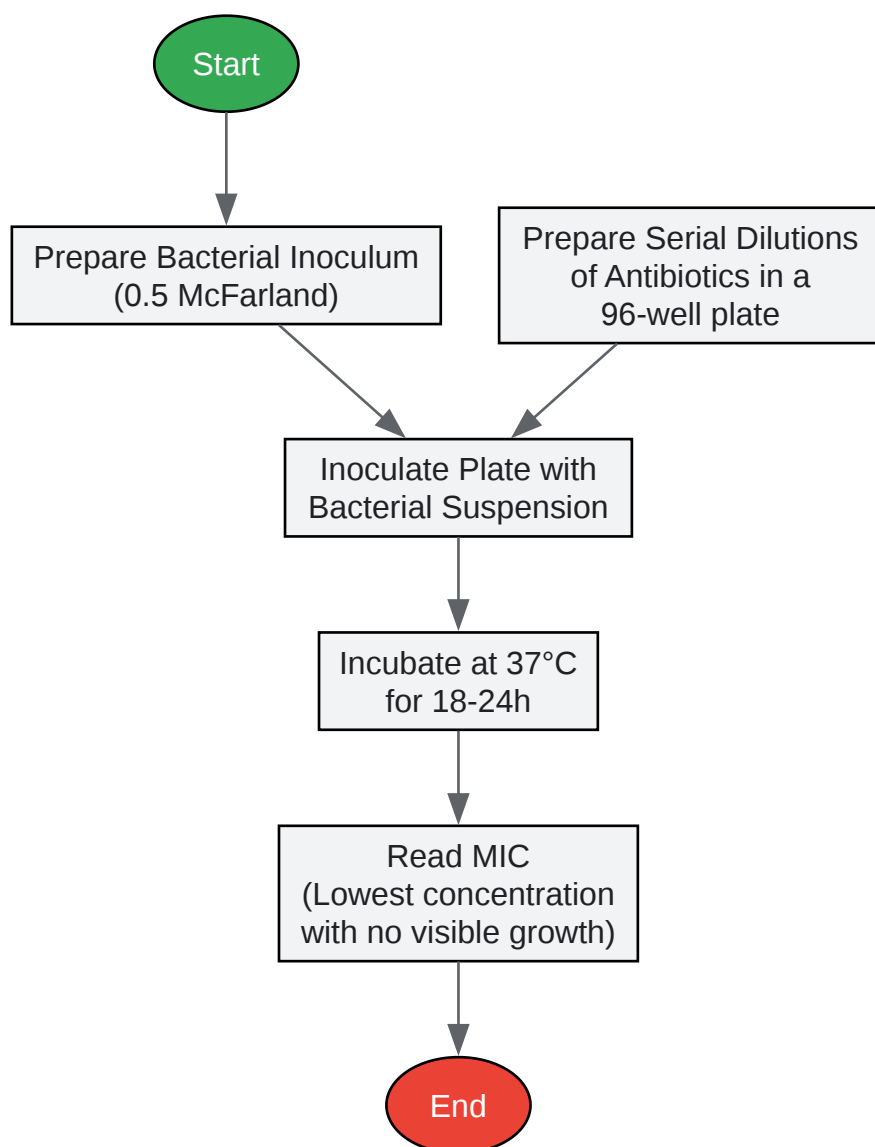 Start
Prepare Bacterial Inoculum
(0.5 McFarland)
Prepare Serial Dilutions
of Antibiotics in a
96-well plate
Inoculate Plate with
Bacterial Suspension
Incubate at 37°C
for 18-24h
Read MIC
(Lowest concentration
with no visible growth)
End